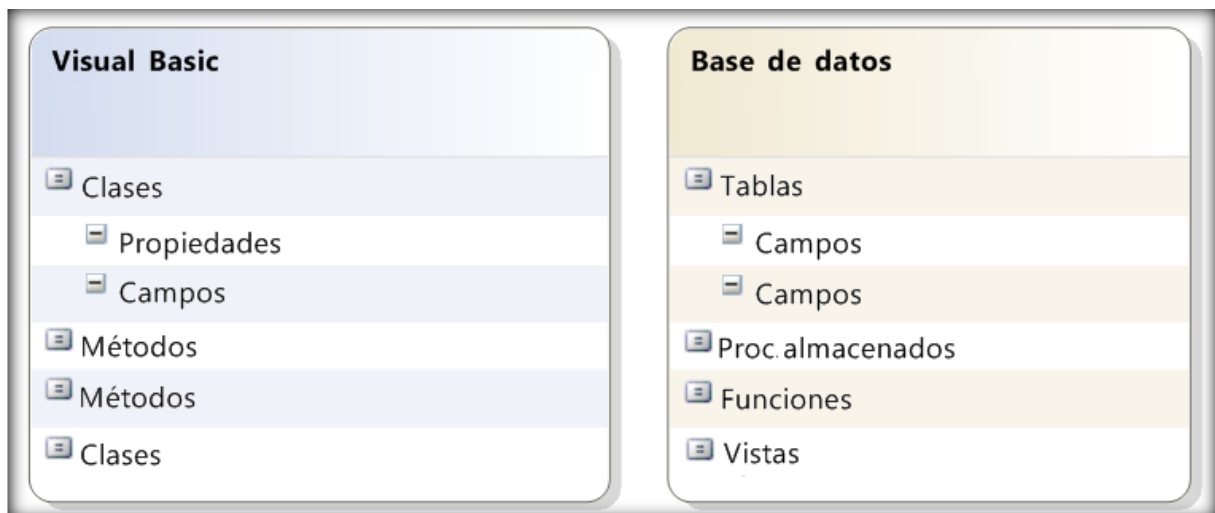 Visual Basic
Clases
Propiedades
Campos
Métodos
Métodos
Clases
Base de datos
Tablas
Campos
Campos
Proc.almacenados
Funciones
Vistas